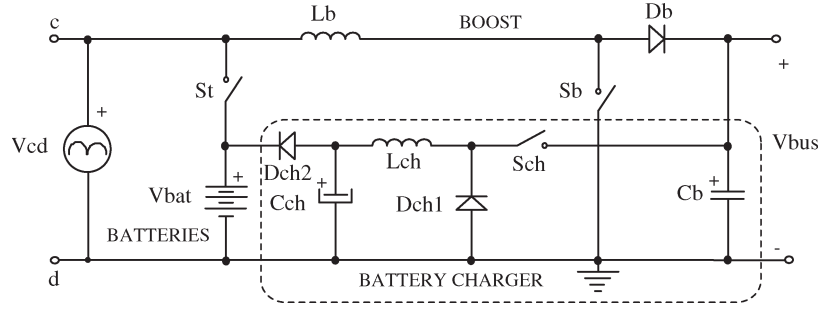 c
Lb
BOOST
Db
+
St
Sb
+
Vcd
Dch2
Lch
Sch
Vbus
+
Vbat
+
Cch
Dch1
+
Cb
BATTERIES
-
d
BATTERY CHARGER